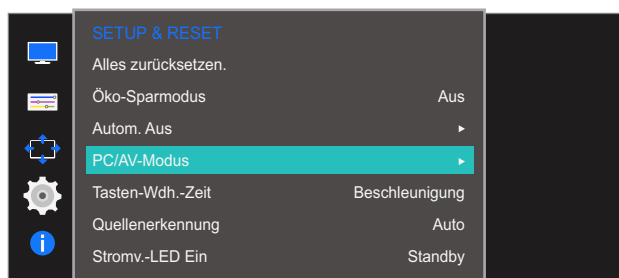 SETUP & RESET
Alles zurücksetzen.
Öko-Sparmodus Aus
Autom. Aus
PC/AV-Modus
Tasten-Wdh.-Zeit Beschleunigung
Quellenerkennung Auto
Stromv.-LED Ein Standby